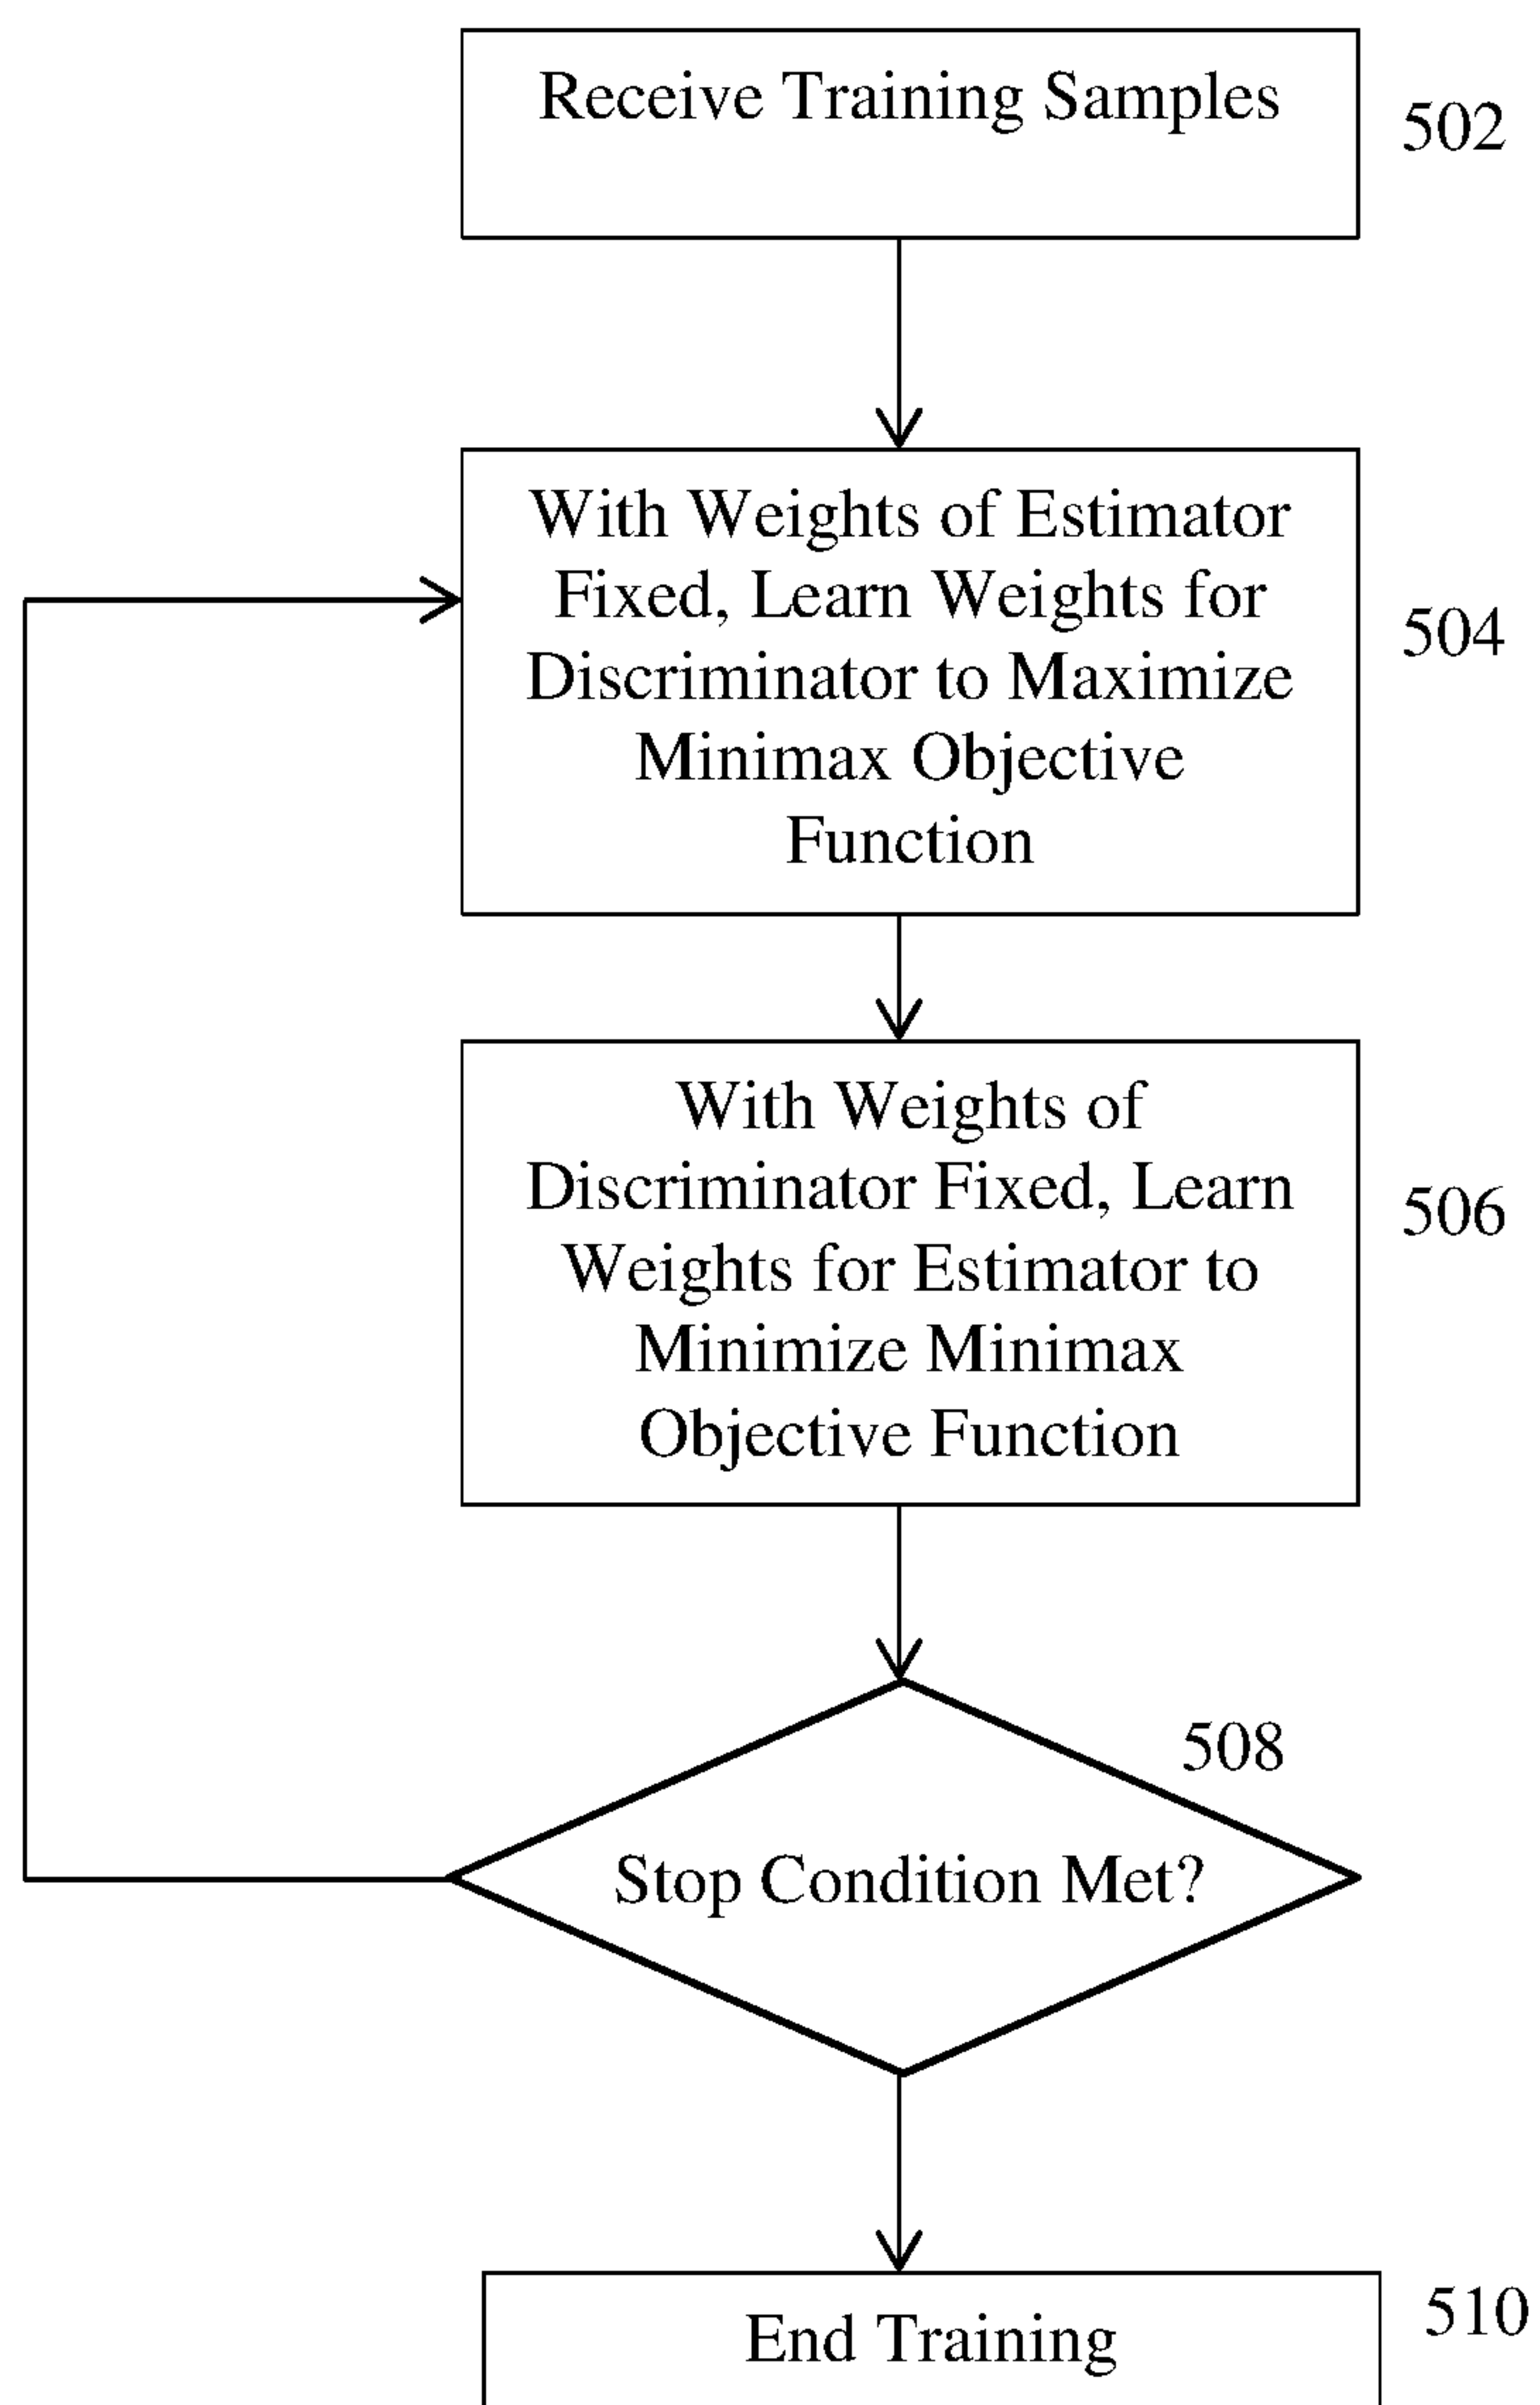 Receive Training Samples
502
With Weights of Estimator
Fixed, Learn Weights for
Discriminator to Maximize
Minimax Objective
Function
504
With Weights of
Discriminator Fixed, Learn
Weights for Estimator to
Minimize Minimax
Objective Function
506
508
Stop Condition Met?
End Training
510